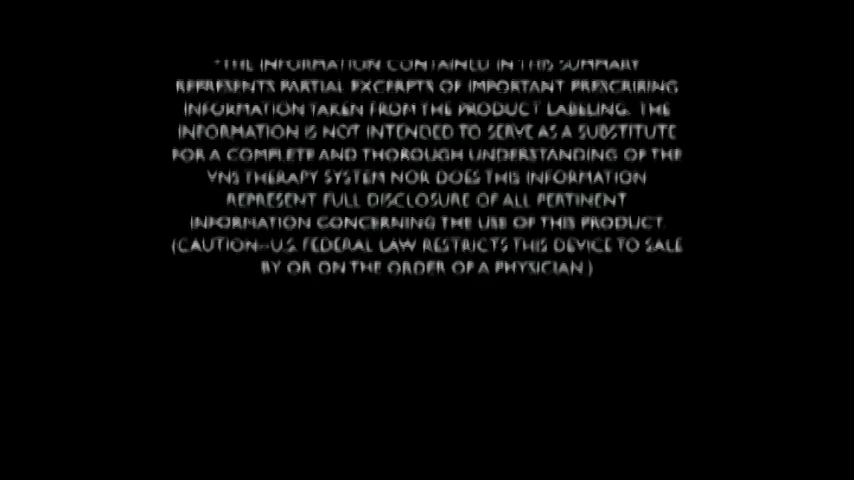 *THE INFORMATION CONTAINED IN THIS SUMMARY
REPRESENTS PARTIAL EXCERPTS OF IMPORTANT PRESCRIBING
INFORMATION TAKEN FROM THE PRODUCT LABELING. THE
INFORMATION IS NOT INTENDED TO SERVE AS A SUBSTITUTE
FOR A COMPLETE AND THOROUGH UNDERSTANDING OF THE
VNS THERAPY SYSTEM NOR DOES THIS INFORMATION
REPRESENT FULL DISCLOSURE OF ALL PERTINENT
INFORMATION CONCERNING THE USE OF THIS PRODUCT.
(CAUTION--U.S. FEDERAL LAW RESTRICTS THIS DEVICE TO SALE
BY OR ON THE ORDER OF A PHYSICIAN.)